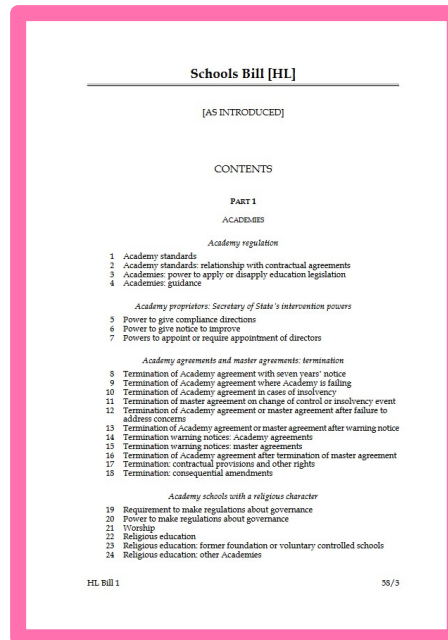 Schools Bill [HL]
[AS INTRODUCED]
CONTENTS
PART 1
ACADEMIES
Academy regulation
1 Academy standards
2 Academy standards: relationship with contractual agreements
3 Academies: power to apply or disapply education legislation
4 Academies: guidance
Academy proprietors: Secretary of State's intervention powers
5 Power to give compliance directions
6 Power to give notice to improve
7 Powers to appoint or require appointment of directors
Academy agreements and master agreements: termination
8 Termination of Academy agreement with seven years' notice
9 Termination of Academy agreement where Academy is failing
10 Termination of Academy agreement in cases of insolvency
11 Termination of master agreement on change of control or insolvency event
12 Termination of Academy agreement or master agreement after failure to
address concerns
13 Termination of Academy agreement or master agreement after warning notice
14 Termination warning notices: Academy agreements
15 Termination warning notices: master agreements
16 Termination of Academy agreement after termination of master agreement
17 Termination: contractual provisions and other rights
18 Termination: consequential amendments
Academy schools with a religious character
19 Requirement to make regulations about governance
20 Power to make regulations about governance
21 Worship
22 Religious education
23 Religious education: former foundation or voluntary controlled schools
24 Religious education: other Academies
HL Bill 1 58/3